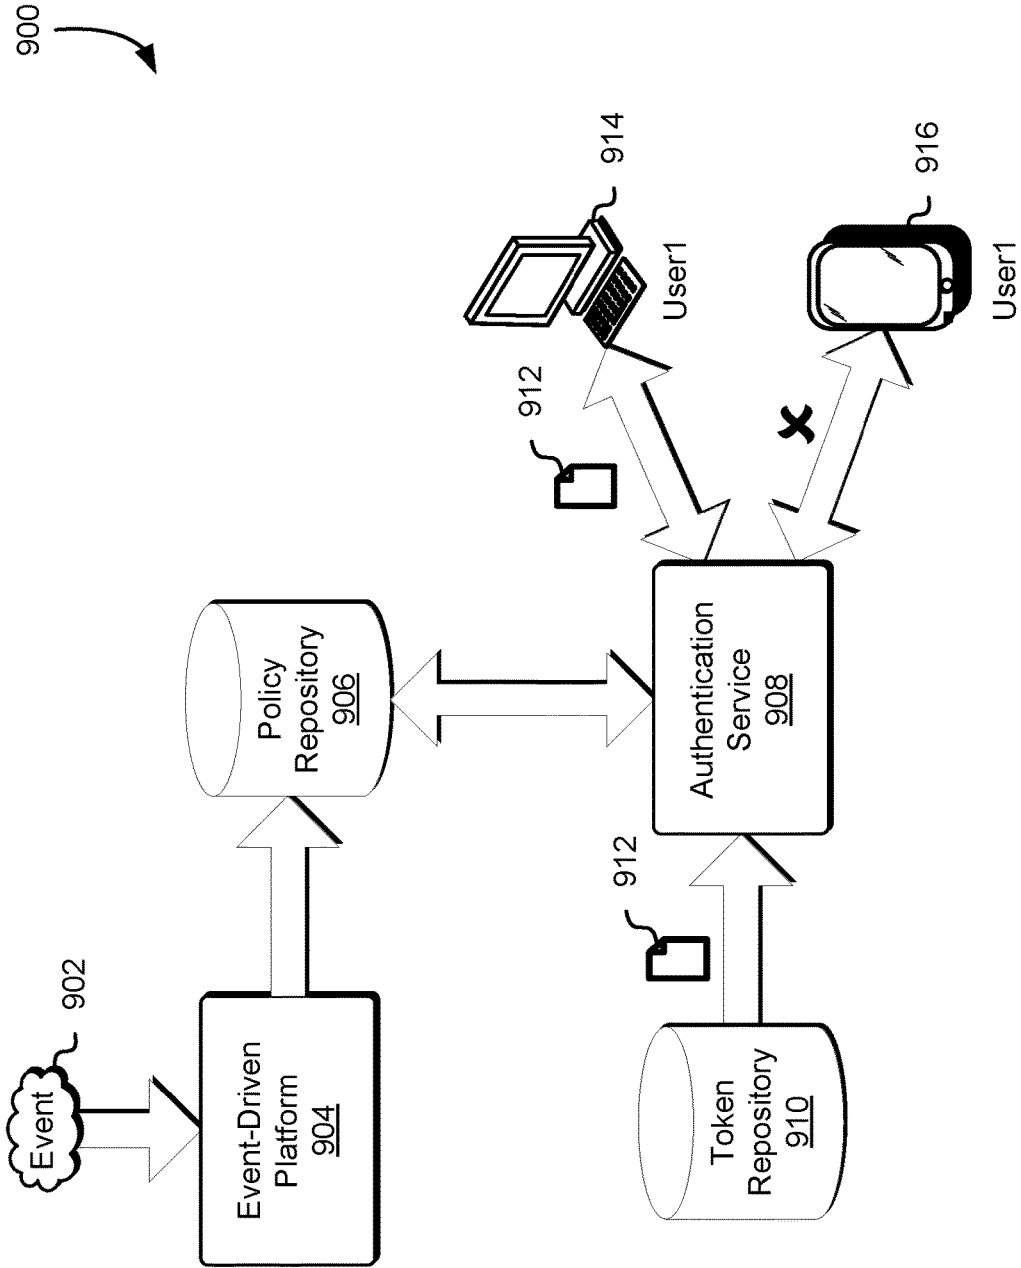 900
Event
902
Event-Driven
Platform
904
Policy
Repository
906
Token
Repository
910
912
Authentication
Service
908
912
914
User1
916
User1